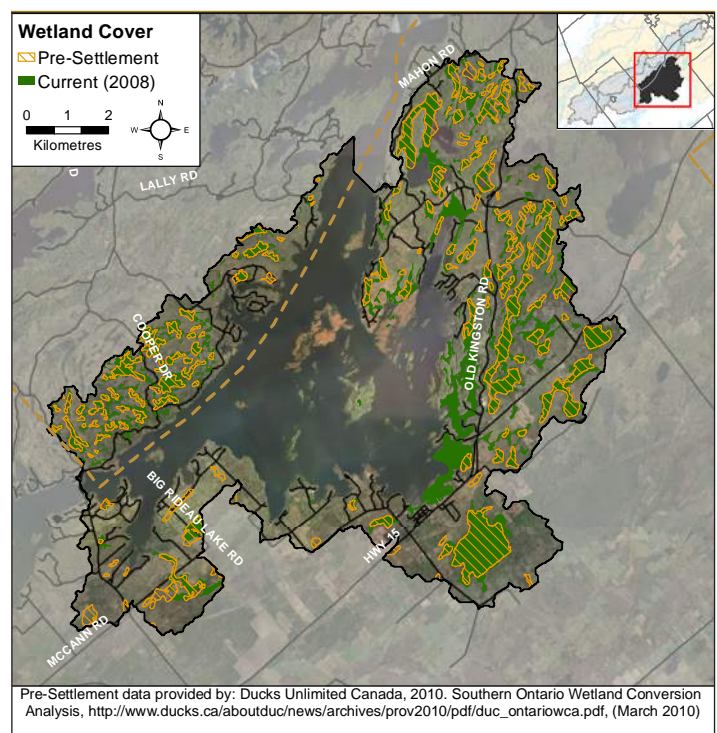 Wetland Cover
Pre-Settlement
Current (2008)
0 1 2
Kilometres
N
W E
S
MAHON RD
D
LALLY RD
COOPER DR
OLD KINGSTON RD
BIG RIDEAU LAKE RD
HWY 15
MCCANN RD
Pre-Settlement data provided by: Ducks Unlimited Canada, 2010. Southern Ontario Wetland Conversion
Analysis, http://www.ducks.ca/aboutduc/news/archives/prov2010/pdf/duc_ontariowca.pdf, (March 2010)